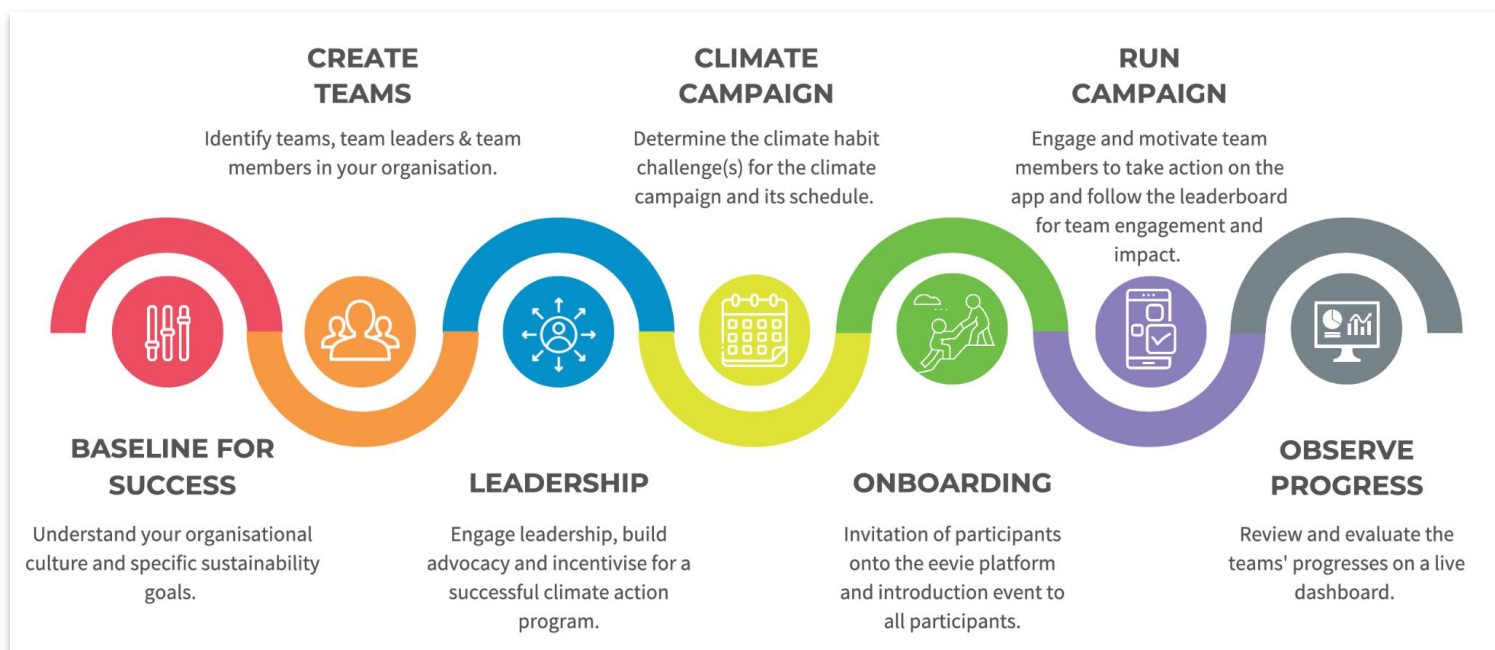 BASELINE FOR
SUCCESS
Understand your organisational
culture and specific sustainability
goals.
CREATE
TEAMS
Identify teams, team leaders & team
members in your organisation.
LEADERSHIP
Engage leadership, build
advocacy and incentivise for a
successful climate action
program.
CLIMATE
CAMPAIGN
Determine the climate habit
challenge(s) for the climate
campaign and its schedule.
ONBOARDING
Invitation of participants
onto the eevie platform
and introduction event to
all participants.
RUN
CAMPAIGN
Engage and motivate team
members to take action on the
app and follow the leaderboard
for team engagement and
impact.
OBSERVE
PROGRESS
Review and evaluate the
teams' progresses on a live
dashboard.